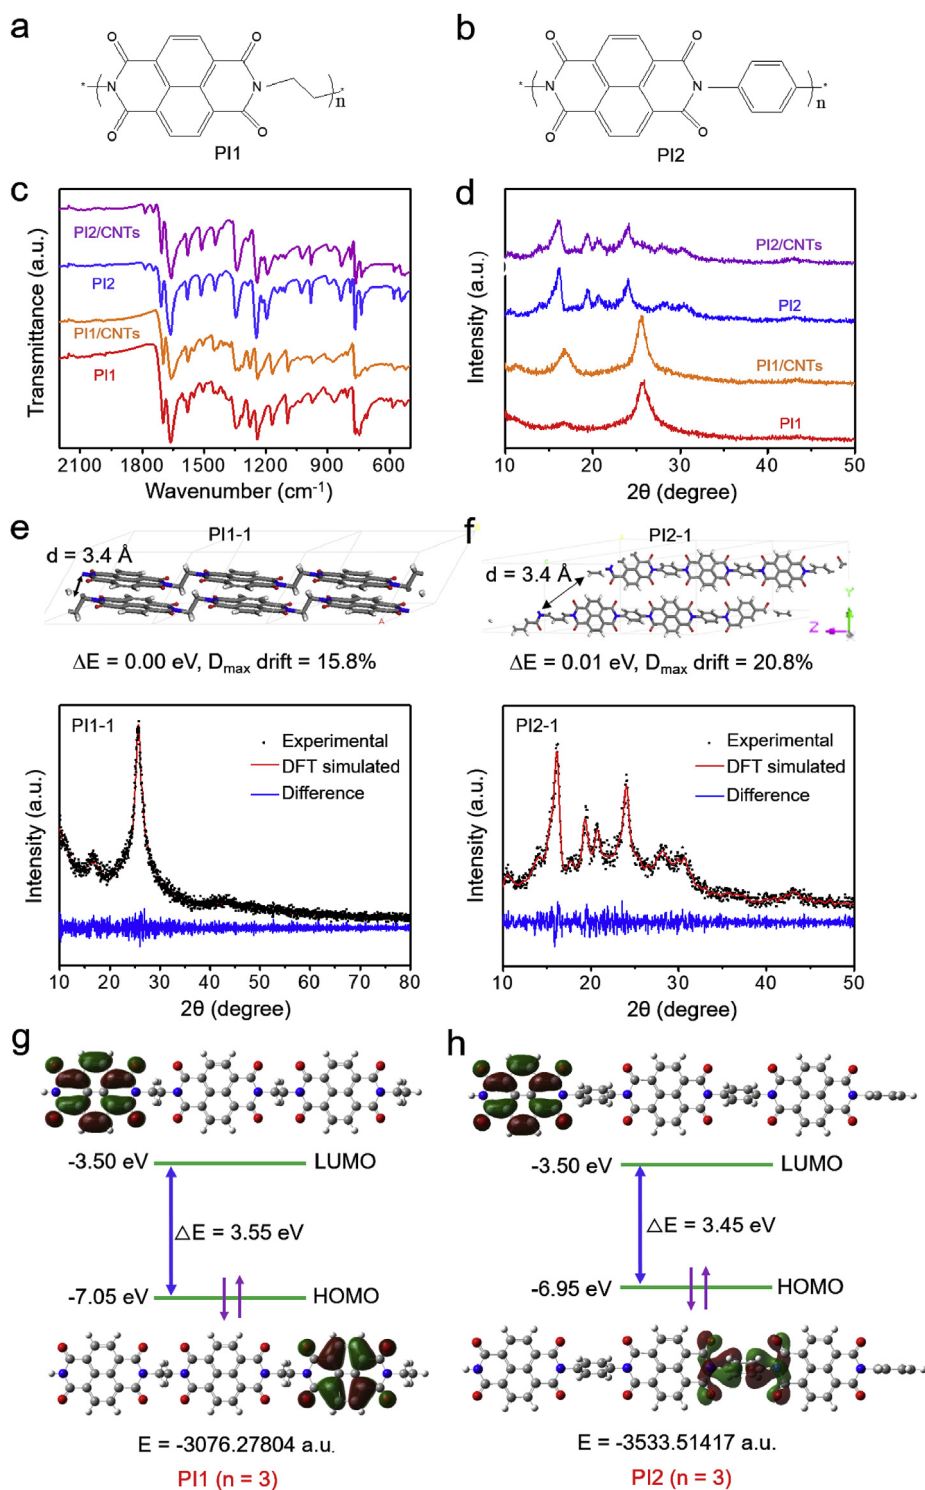 a
b
O
O
O
O
N
N
n
*
*
PI1
O
O
O
O
N
N
n
*
*
PI2
c
Transmittance (a.u.)
PI2/CNTs
PI2
PI1/CNTs
PI1
2100 1800 1500 1200 900 600
Wavenumber (cm⁻¹)
d
Intensity (a.u.)
PI2/CNTs
PI2
PI1/CNTs
PI1
10 20 30 40 50
2θ (degree)
e
PI1-1
d = 3.4 Å
A
ΔE = 0.00 eV, Dmax drift = 15.8%
f
PI2-1
d = 3.4 Å
Y
Z
ΔE = 0.01 eV, Dmax drift = 20.8%
PI1-1
Experimental
DFT simulated
Difference
Intensity (a.u.)
10 20 30 40 50 60 70 80
2θ (degree)
PI2-1
Experimental
DFT simulated
Difference
Intensity (a.u.)
10 20 30 40 50
2θ (degree)
g
-3.50 eV LUMO
△E = 3.55 eV
-7.05 eV HOMO
E = -3076.27804 a.u.
PI1 (n = 3)
h
-3.50 eV LUMO
△E = 3.45 eV
-6.95 eV HOMO
E = -3533.51417 a.u.
PI2 (n = 3)